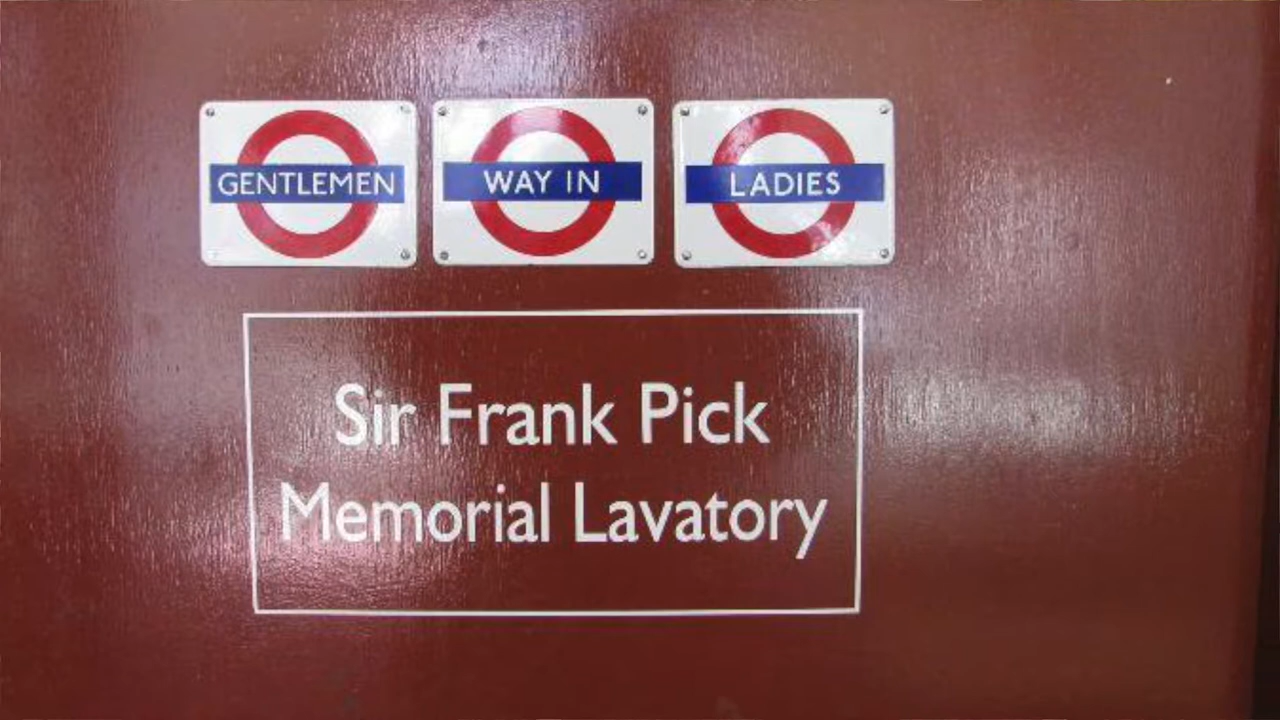 GENTLEMEN
WAY IN
LADIES
Sir Frank Pick
Memorial Lavatory